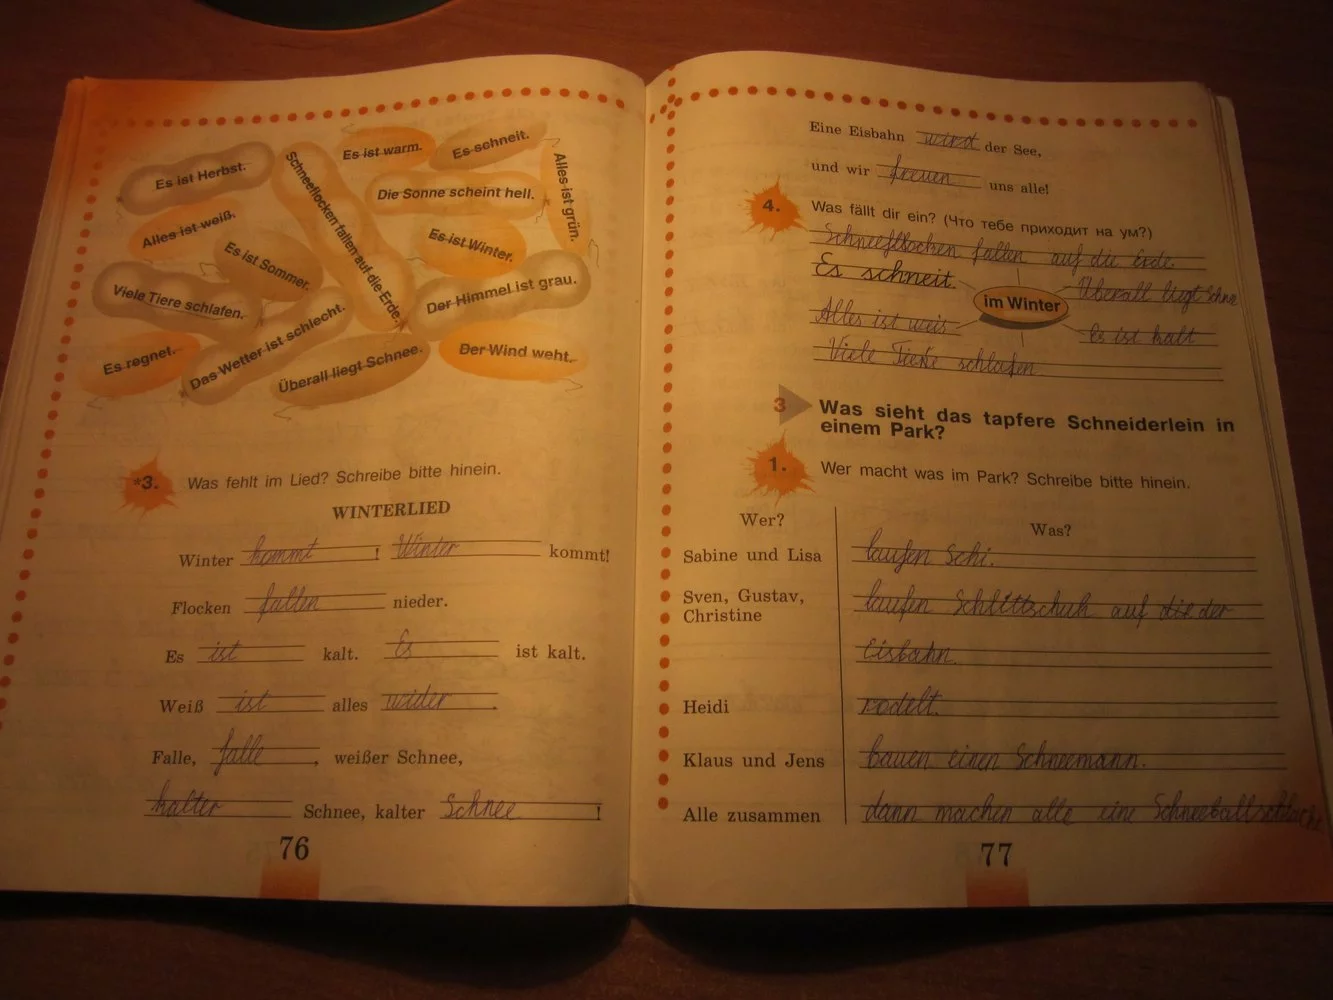 Es ist Herbst.
Es ist warm.
Es schneit.
Alles ist grün.
Schneeflocken fallen auf die Erde.
Die Sonne scheint hell.
Alles ist weiß.
Es ist Sommer.
Es ist Winter.
Viele Tiere schlafen.
Der Himmel ist grau.
Das Wetter ist schlecht.
Es regnet.
Überall liegt Schnee.
Der Wind weht.
*3. Was fehlt im Lied? Schreibe bitte hinein.
WINTERLIED
Winter kommt ! Winter kommt!
Flocken fallen nieder.
Es ist kalt. Es ist kalt.
Weiß ist alles wider .
Falle, falle , weißer Schnee,
kalter Schnee, kalter Schnee !
76
Eine Eisbahn wird der See,
und wir freuen uns alle!
4. Was fällt dir ein? (Что тебе приходит на ум?)
Schneeflocken fallen auf die Erde.
Es schneit.
im Winter
Überall liegt Schnee
Alles ist weis
Es ist kalt
Viele Tiere schlafen
3 Was sieht das tapfere Schneiderlein in
einem Park?
1. Wer macht was im Park? Schreibe bitte hinein.
Wer?
Was?
Sabine und Lisa laufen Schi.
Sven, Gustav,
Christine
laufen Schlittschuh auf die der
Eisbahn.
Heidi rodelt.
Klaus und Jens bauen einen Schneemann.
Alle zusammen dann machen alle eine Schneeballschlacht
77